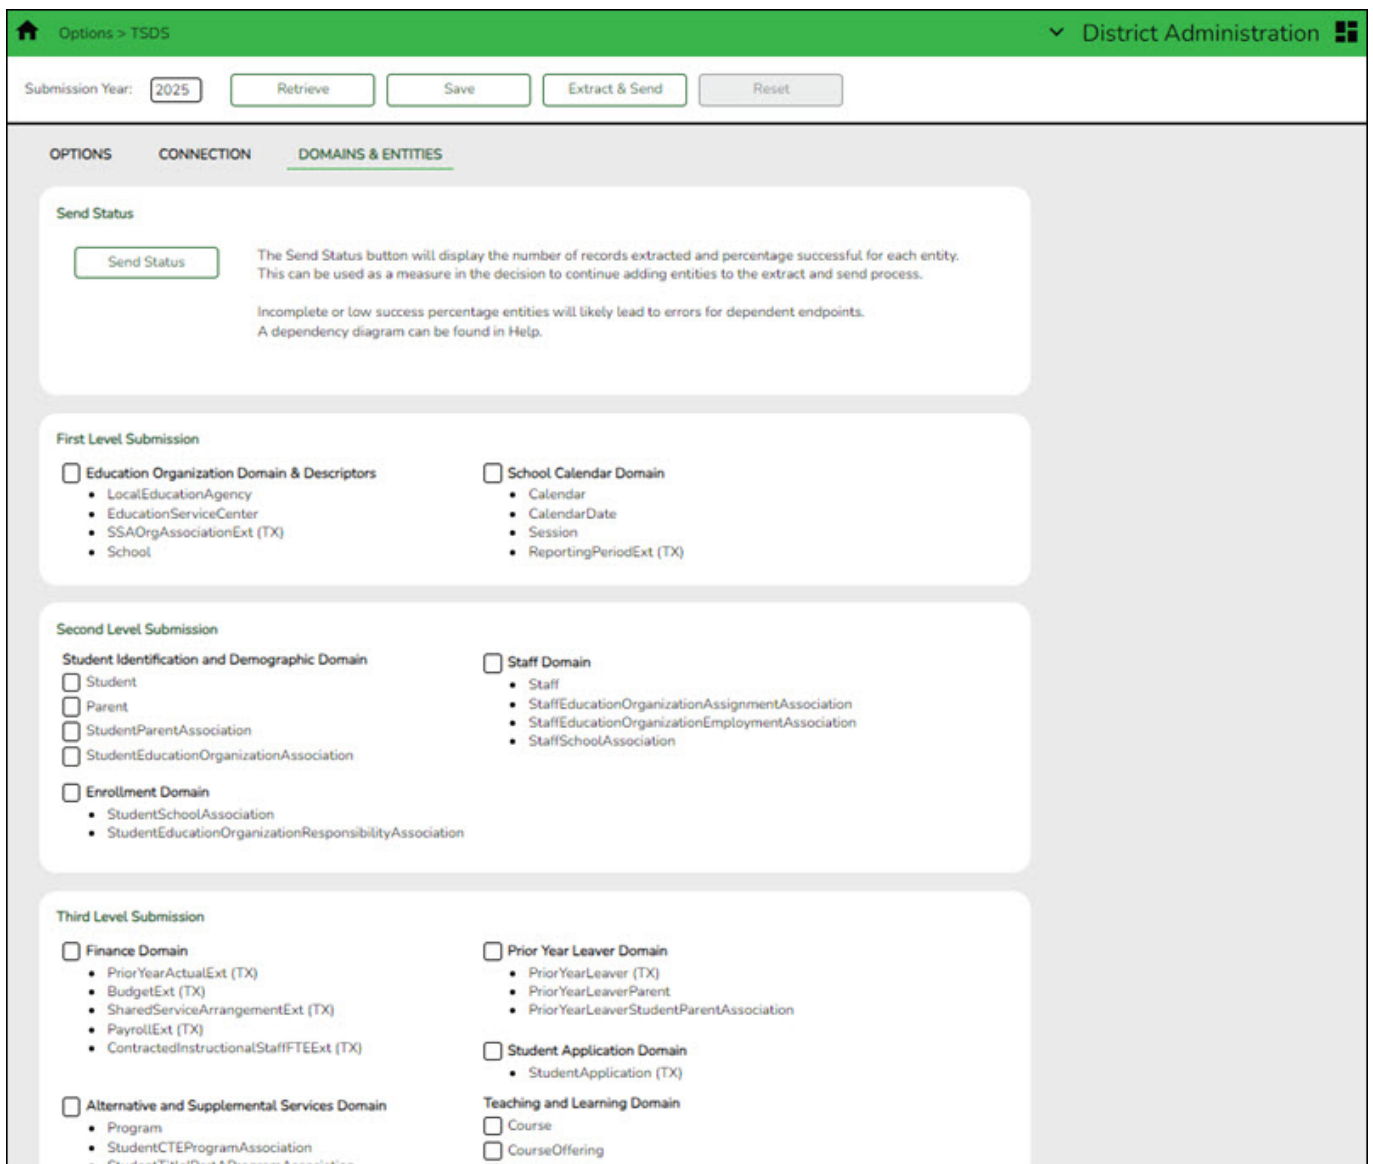 Options > TSDS
District Administration
Submission Year: 2025 Retrieve Save Extract & Send Reset
OPTIONS CONNECTION DOMAINS & ENTITIES
Send Status
Send Status
The Send Status button will display the number of records extracted and percentage successful for each entity.
This can be used as a measure in the decision to continue adding entities to the extract and send process.
Incomplete or low success percentage entities will likely lead to errors for dependent endpoints.
A dependency diagram can be found in Help.
First Level Submission
Education Organization Domain & Descriptors
• LocalEducationAgency
• EducationServiceCenter
• SSAOrgAssociationExt (TX)
• School
School Calendar Domain
• Calendar
• CalendarDate
• Session
• ReportingPeriodExt (TX)
Second Level Submission
Student Identification and Demographic Domain
Student
Parent
StudentParentAssociation
StudentEducationOrganizationAssociation
Enrollment Domain
• StudentSchoolAssociation
• StudentEducationOrganizationResponsibilityAssociation
Staff Domain
• Staff
• StaffEducationOrganizationAssignmentAssociation
• StaffEducationOrganizationEmploymentAssociation
• StaffSchoolAssociation
Third Level Submission
Finance Domain
• PriorYearActualExt (TX)
• BudgetExt (TX)
• SharedServiceArrangementExt (TX)
• PayrollExt (TX)
• ContractedInstructionalStaffFTEExt (TX)
Alternative and Supplemental Services Domain
• Program
• StudentCTEProgramAssociation
• StudentTitleIPartAProgramAssociation
Prior Year Leaver Domain
• PriorYearLeaver (TX)
• PriorYearLeaverParent
• PriorYearLeaverStudentParentAssociation
Student Application Domain
• StudentApplication (TX)
Teaching and Learning Domain
Course
CourseOffering